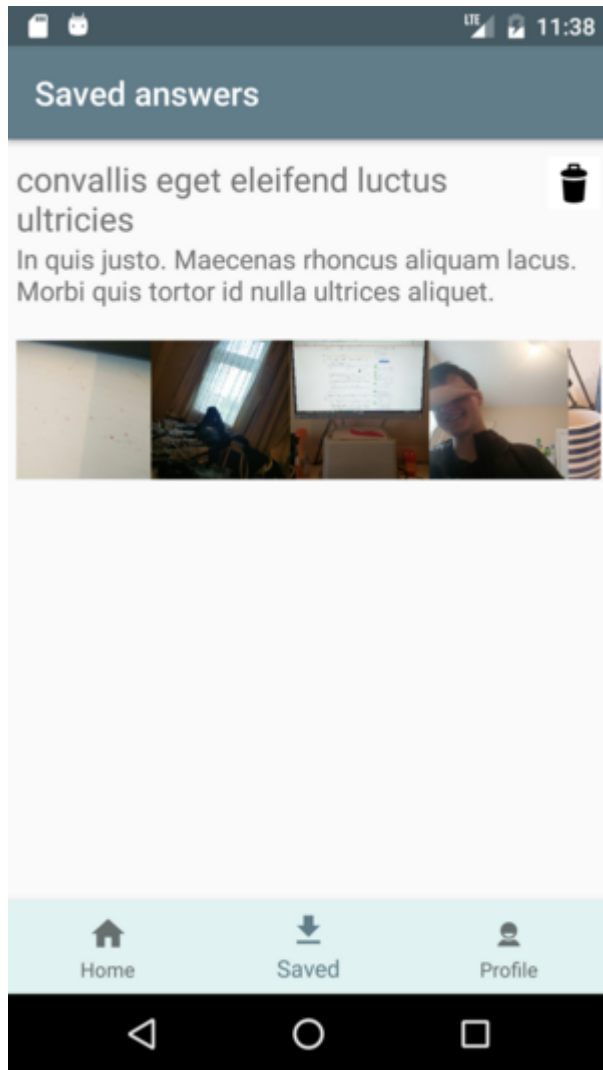 LTE 11:38
Saved answers
convallis eget eleifend luctus
ultricies
In quis justo. Maecenas rhoncus aliquam lacus.
Morbi quis tortor id nulla ultrices aliquet.
Home Saved Profile